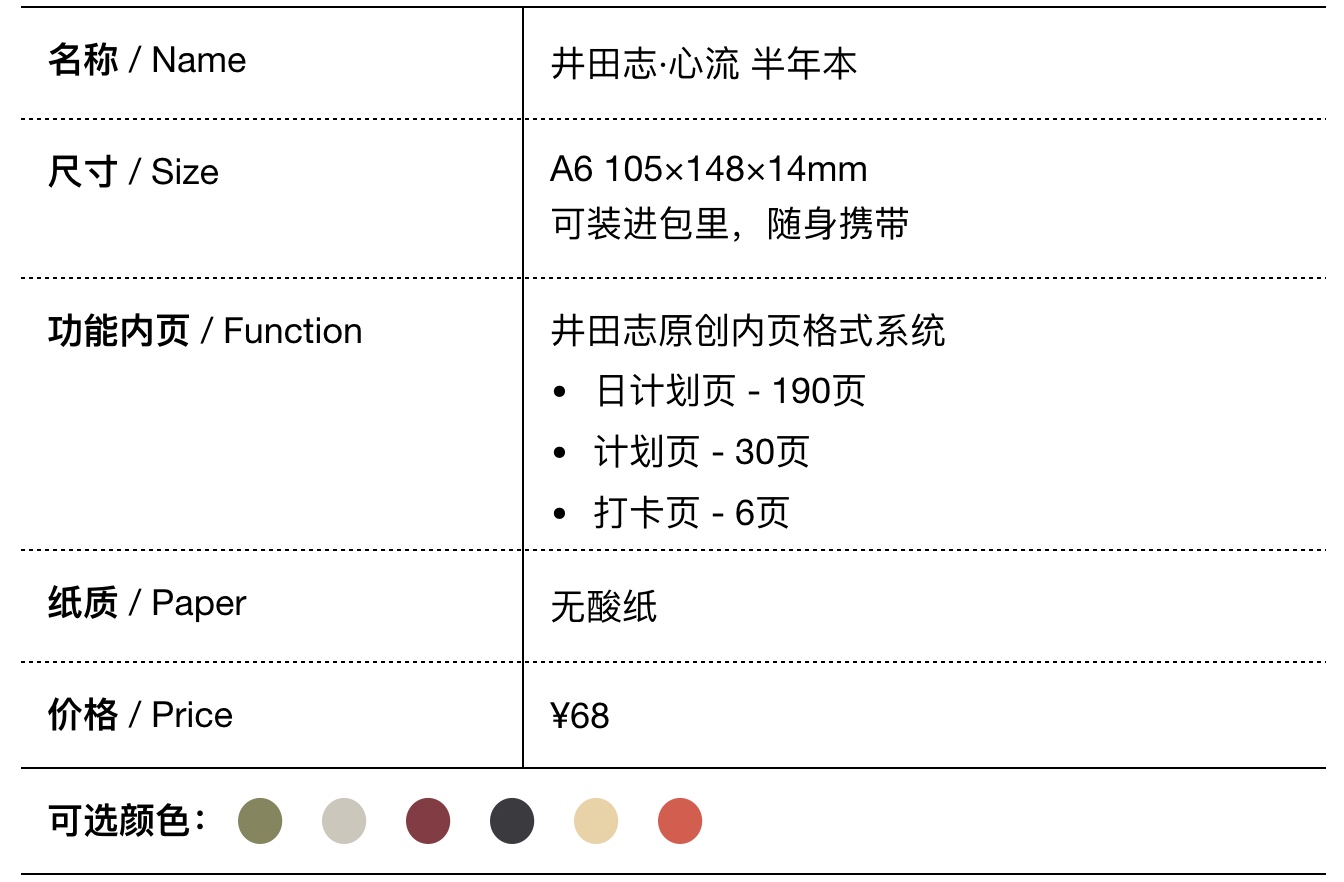 名称 / Name
井田志·心流 半年本
尺寸 / Size
A6 105×148×14mm
可装进包里，随身携带
功能内页 / Function
井田志原创内页格式系统
• 日计划页 - 190页
• 计划页 - 30页
• 打卡页 - 6页
纸质 / Paper
无酸纸
价格 / Price
¥68
可选颜色：